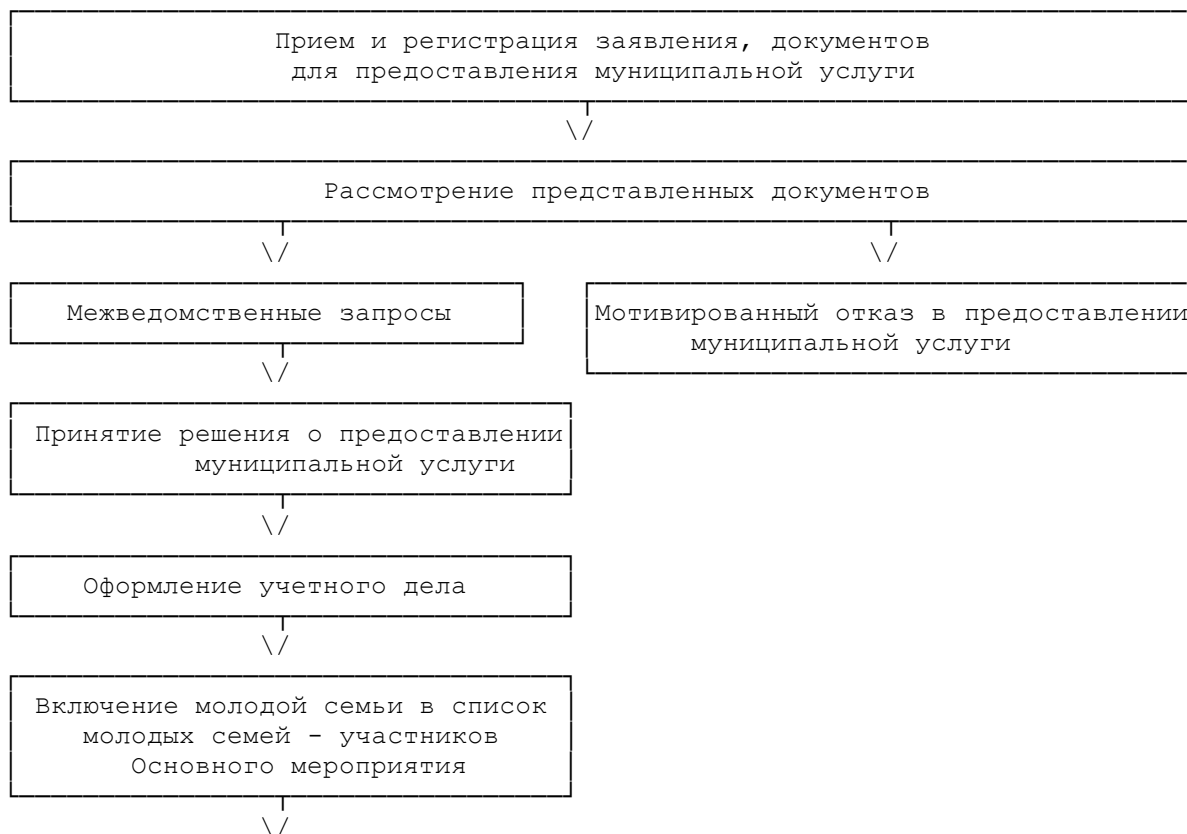 Прием и регистрация заявления, документов
для предоставления муниципальной услуги
\/
Рассмотрение представленных документов
\/ \/
Межведомственные запросы
Мотивированный отказ в предоставлении
муниципальной услуги
\/
Принятие решения о предоставлении
муниципальной услуги
\/
Оформление учетного дела
\/
Включение молодой семьи в список
молодых семей - участников
Основного мероприятия
\/